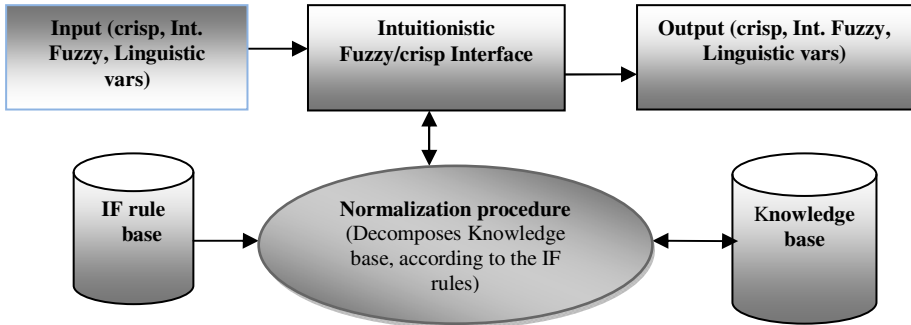 Input (crisp, Int.
Fuzzy, Linguistic
vars)
Intuitionistic
Fuzzy/crisp Interface
Output (crisp, Int. Fuzzy,
Linguistic vars)
IF rule
base
Normalization procedure
(Decomposes Knowledge
base, according to the IF
rules)
Knowledge
base